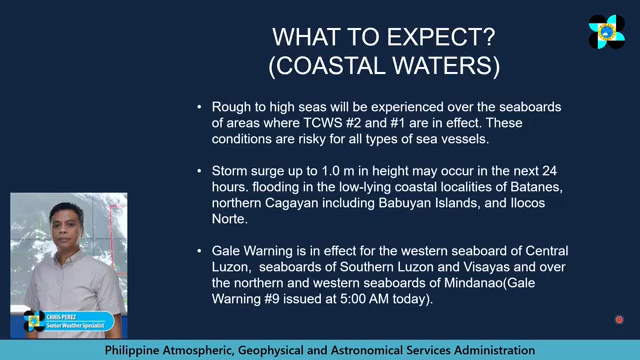 WHAT TO EXPECT?
(COASTAL WATERS)
• Rough to high seas will be experienced over the seaboards
of areas where TCWS #2 and #1 are in effect. These
conditions are risky for all types of sea vessels.
• Storm surge up to 1.0 m in height may occur in the next 24
hours. flooding in the low-lying coastal localities of Batanes,
northern Cagayan including Babuyan Islands, and Ilocos
Norte.
• Gale Warning is in effect for the western seaboard of Central
Luzon, seaboards of Southern Luzon and Visayas and over
the northern and western seaboards of Mindanao(Gale
Warning #9 issued at 5:00 AM today).
CHRIS PEREZ
Senior Weather Specialist
Philippine Atmospheric, Geophysical and Astronomical Services Administration